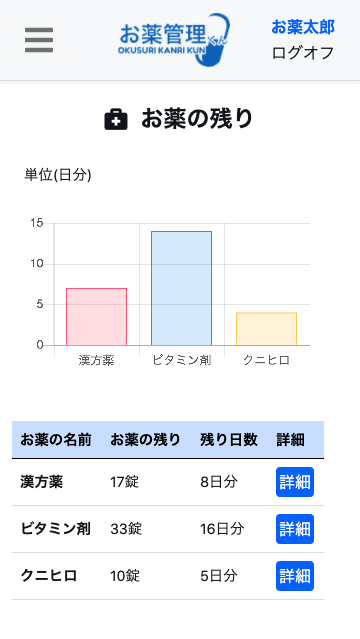 お薬管理くん
OKUSURI KANRI KUN
お薬太郎
ログオフ
お薬の残り
単位(日分)
15
10
5
0
漢方薬 ビタミン剤 クニヒロ
お薬の名前 お薬の残り 残り日数 詳細
漢方薬 17錠 8日分 詳細
ビタミン剤 33錠 16日分 詳細
クニヒロ 10錠 5日分 詳細